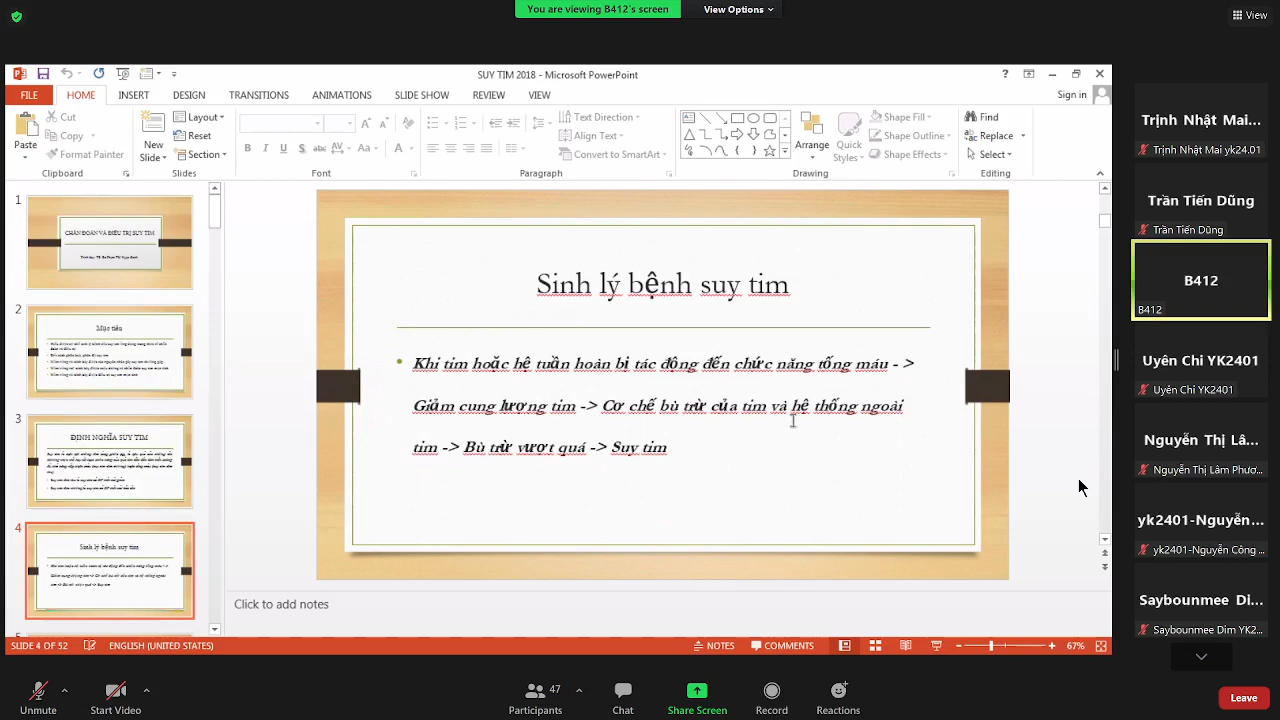 You are viewing B412's screen
View Options
View
SUY TIM 2018 - Microsoft PowerPoint
FILE HOME INSERT DESIGN TRANSITIONS ANIMATIONS SLIDE SHOW REVIEW VIEW
Sign in
Paste
Cut
Copy
Format Painter
Clipboard
New Slide
Layout
Reset
Section
Slides
Font
Text Direction
Align Text
Convert to SmartArt
Paragraph
Arrange
Quick Styles
Shape Fill
Shape Outline
Shape Effects
Drawing
Find
Replace
Select
Editing
1
CHẨN ĐOÁN VÀ ĐIỀU TRỊ SUY TIM
2
Mục tiêu
3
ĐỊNH NGHĨA SUY TIM
4
Sinh lý bệnh suy tim
5
Sinh lý bệnh suy tim
Khi tim hoặc hệ tuần hoàn bị tác động đến chức năng tống máu - >
Giảm cung lượng tim -> Cơ chế bù trừ của tim và hệ thống ngoài
tim -> Bù trừ vượt quá -> Suy tim
Click to add notes
SLIDE 4 OF 52
ENGLISH (UNITED STATES)
NOTES
COMMENTS
67%
Trịnh Nhật Mai...
Trịnh Nhật Mai yk24.01
Trần Tiến Dũng
Trần Tiến Dũng
B412
B412
Uyên Chi YK2401
Uyên Chi YK2401
Nguyễn Thị Lâ...
Nguyễn Thị Lâm Phươ...
yk2401-Nguyễn...
yk2401-Nguyễn Công ...
Saybounmee Di...
Saybounmee Dim YK2...
Unmute
Start Video
47
Participants
Chat
Share Screen
Record
Reactions
Leave